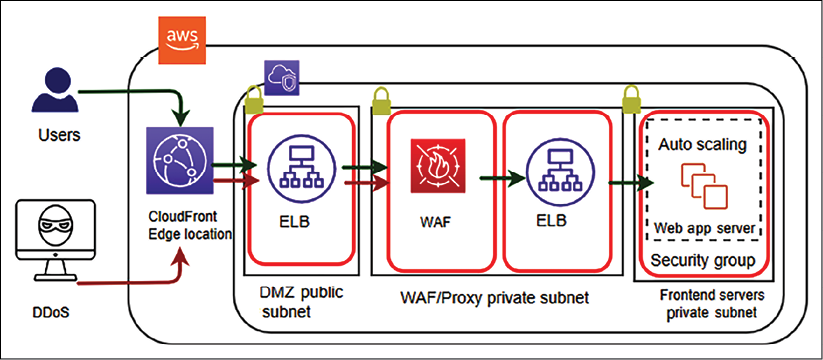 aws
Users
CloudFront
Edge location
DDoS
ELB
DMZ public
subnet
WAF
ELB
WAF/Proxy private subnet
Auto scaling
Web app server
Security group
Frontend servers
private subnet